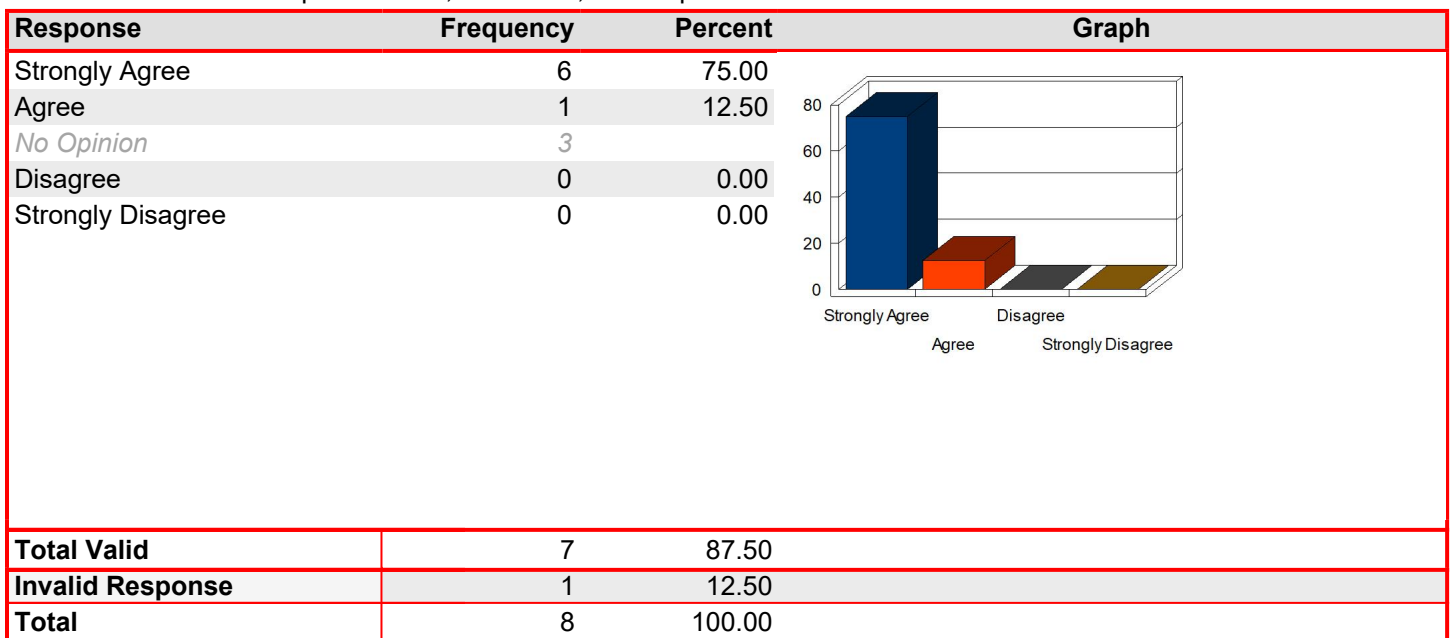 Response Frequency Percent Graph
Strongly Agree 6 75.00
Agree 1 12.50
No Opinion 3
Disagree 0 0.00
Strongly Disagree 0 0.00
80
60
40
20
0
Strongly Agree Disagree
Agree Strongly Disagree
Total Valid 7 87.50
Invalid Response 1 12.50
Total 8 100.00